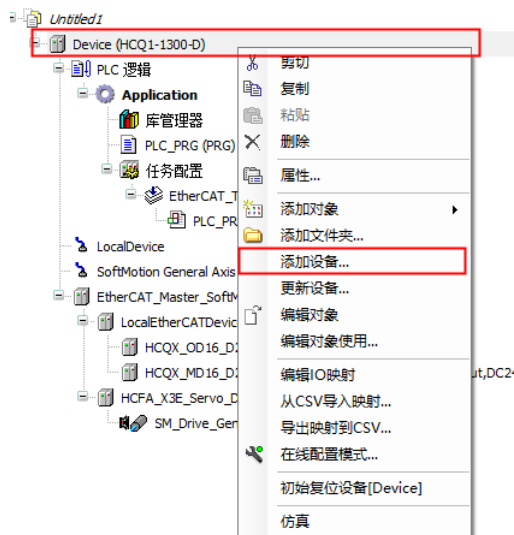 Untitled1
Device (HCQ1-1300-D)
PLC 逻辑
Application
库管理器
PLC_PRG (PRG)
任务配置
EtherCAT_T
PLC_PR
LocalDevice
SoftMotion General Axis
EtherCAT_Master_SoftM
LocalEtherCATDevic
HCQX_OD16_D2
HCQX_MD16_D2
ut,DC24
HCFA_X3E_Servo_D
SM_Drive_Gen
剪切
复制
粘贴
删除
属性...
添加对象
添加文件夹...
添加设备...
更新设备...
编辑对象
编辑对象使用...
编辑IO映射
从CSV导入映射...
导出映射到CSV...
在线配置模式...
初始复位设备[Device]
仿真